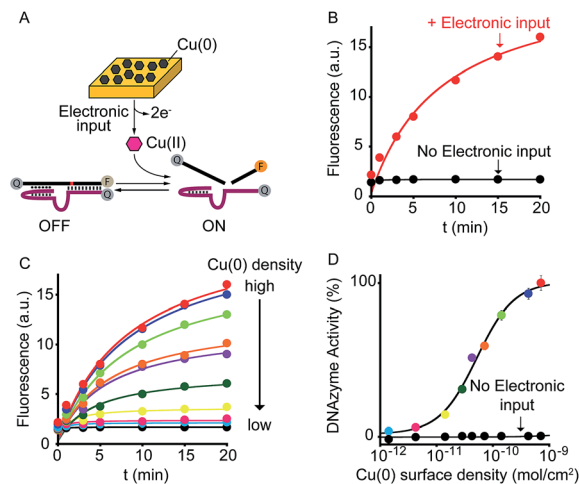 A
Cu(0)
Electronic
input
2e-
Cu(II)
Q
F
Q
F
Q
Q
OFF
ON
B
+ Electronic input
No Electronic input
Fluorescence (a.u.)
15
10
5
0
0
5
10
15
20
t (min)
C
Cu(0) density
high
low
Fluorescence (a.u.)
15
10
5
0
0
5
10
15
20
t (min)
D
DNAzyme Activity (%)
100
0
No Electronic
input
10-12
10-11
10-10
10-9
Cu(0) surface density (mol/cm2)